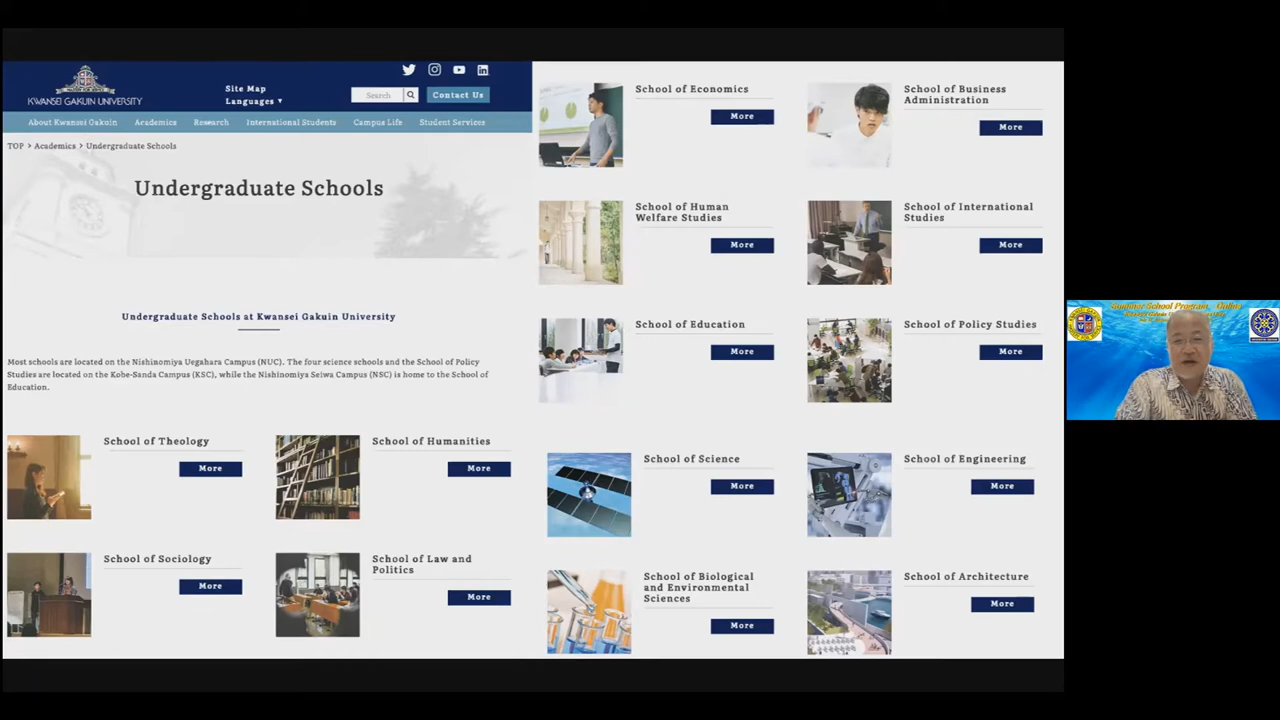 KWANSEI GAKUIN UNIVERSITY
Site Map
Languages ▼
Search
Contact Us
About Kwansei Gakuin
Academics
Research
International Students
Campus Life
Student Services
TOP > Academics > Undergraduate Schools
Undergraduate Schools
Undergraduate Schools at Kwansei Gakuin University
Most schools are located on the Nishinomiya Uegahara Campus (NUC). The four science schools and the School of Policy
Studies are located on the Kobe-Sanda Campus (KSC), while the Nishinomiya Seiwa Campus (NSC) is home to the School of
Education.
School of Theology
More
School of Humanities
More
School of Sociology
More
School of Law and
Politics
More
School of Economics
More
School of Business
Administration
More
School of Human
Welfare Studies
More
School of International
Studies
More
School of Education
More
School of Policy Studies
More
School of Science
More
School of Engineering
More
School of Biological
and Environmental
Sciences
More
School of Architecture
More
Summer School Program Online